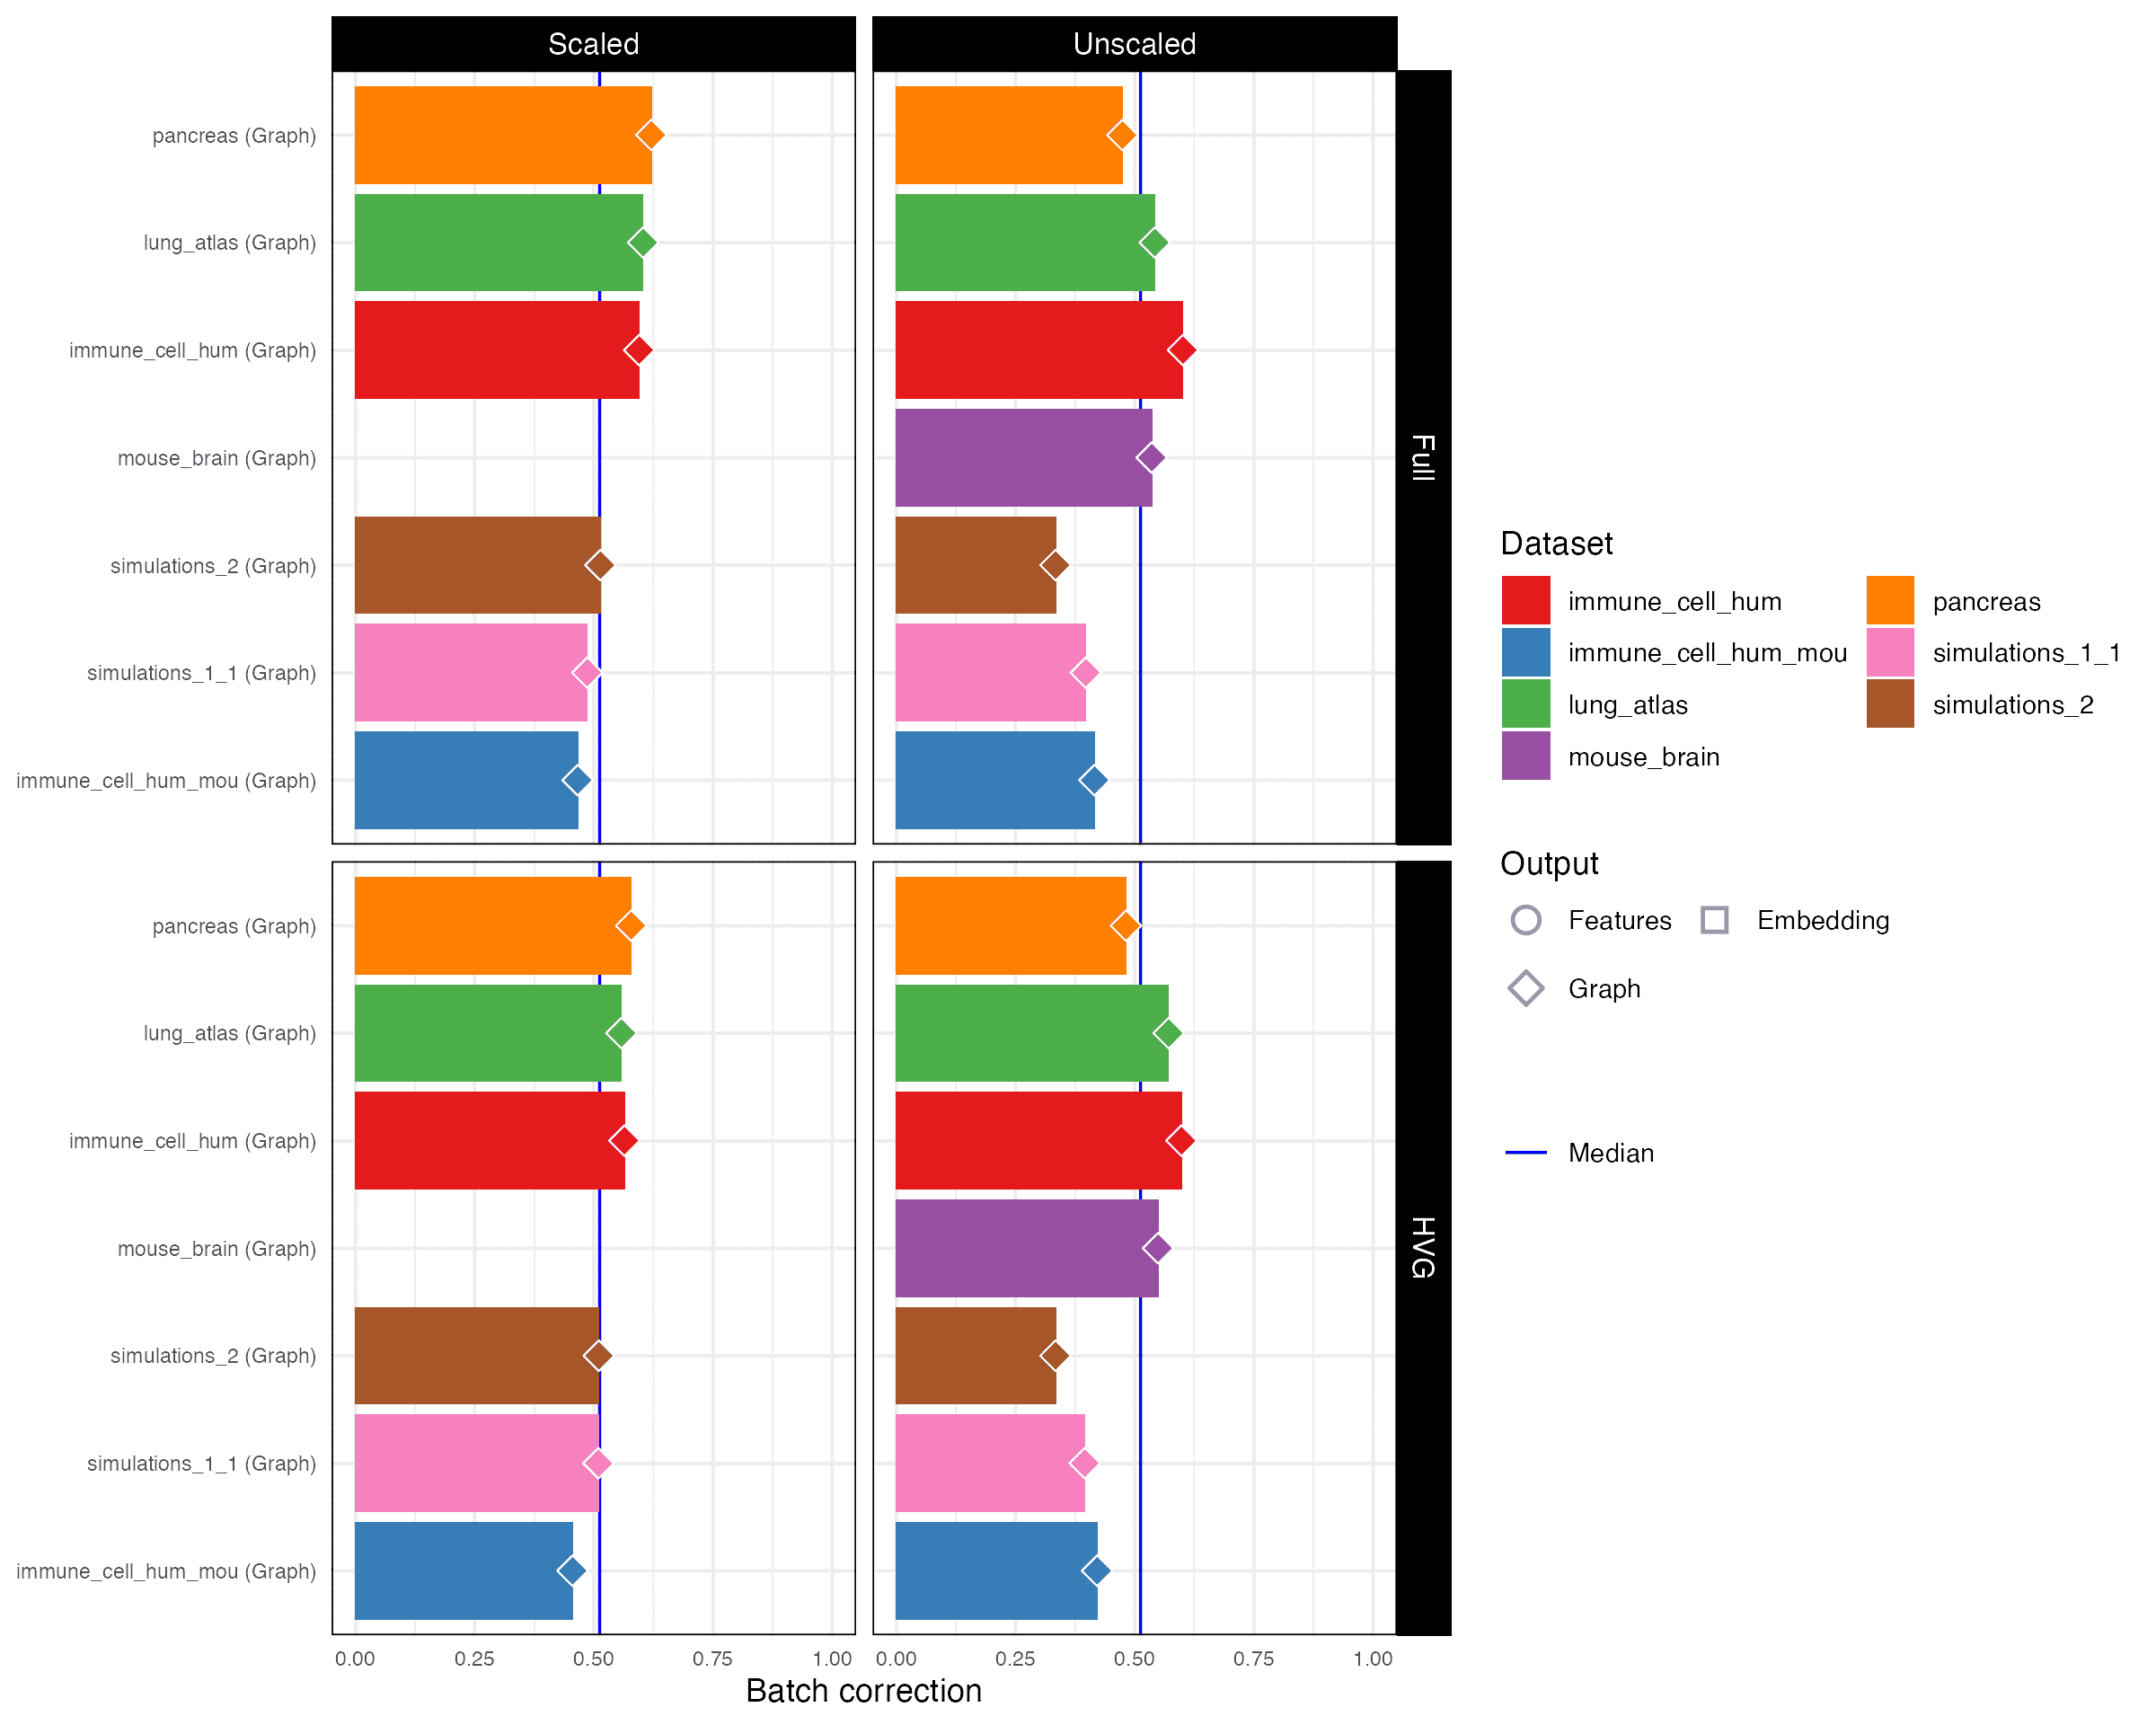 Scaled
Unscaled
pancreas (Graph)
lung_atlas (Graph)
immune_cell_hum (Graph)
mouse_brain (Graph)
simulations_2 (Graph)
simulations_1_1 (Graph)
immune_cell_hum_mou (Graph)
Full
pancreas (Graph)
lung_atlas (Graph)
immune_cell_hum (Graph)
mouse_brain (Graph)
simulations_2 (Graph)
simulations_1_1 (Graph)
immune_cell_hum_mou (Graph)
HVG
0.00 0.25 0.50 0.75 1.00
0.00 0.25 0.50 0.75 1.00
Batch correction
Dataset
immune_cell_hum
immune_cell_hum_mou
lung_atlas
mouse_brain
pancreas
simulations_1_1
simulations_2
Output
Features
Embedding
Graph
Median